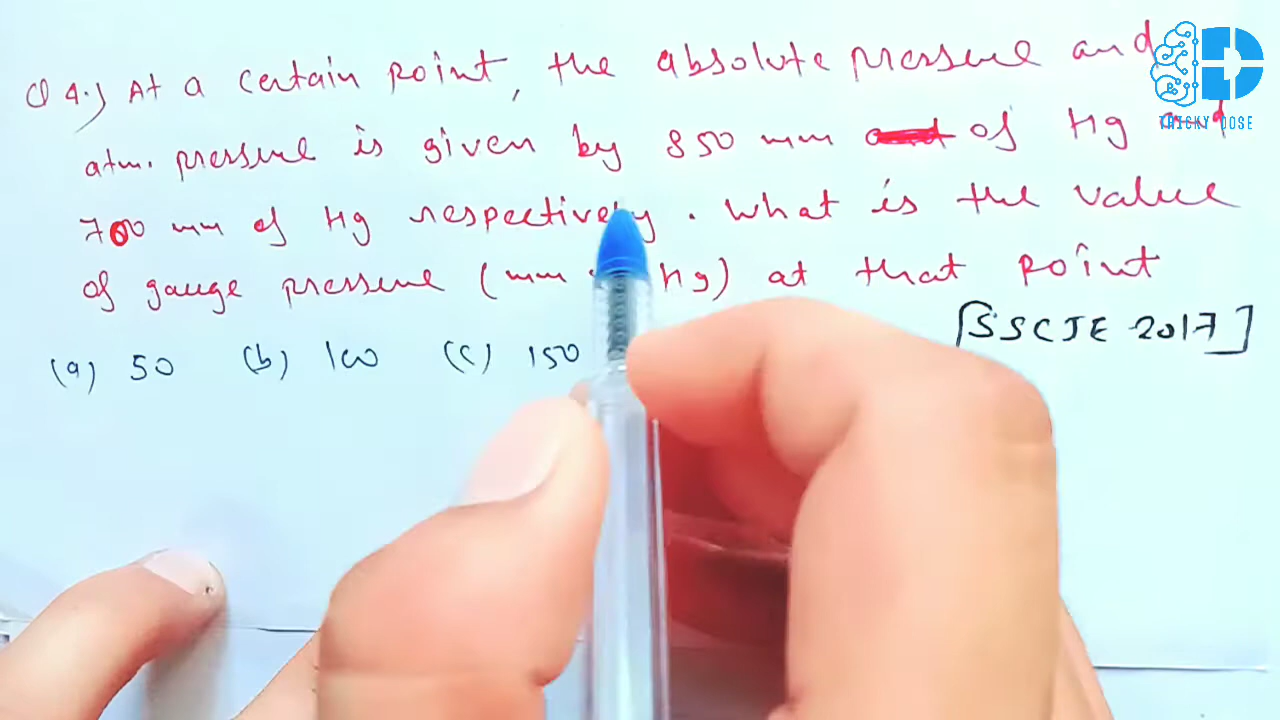 Q4.) At a certain point, the absolute pressure and
atm. pressure is given by 850 mm of Hg and
700 mm of Hg respectively. What is the value
of gauge pressure (mm Hg) at that point
[SSCJE 2017]
(a) 50 (b) 100 (c) 150
TRICKY DOSE